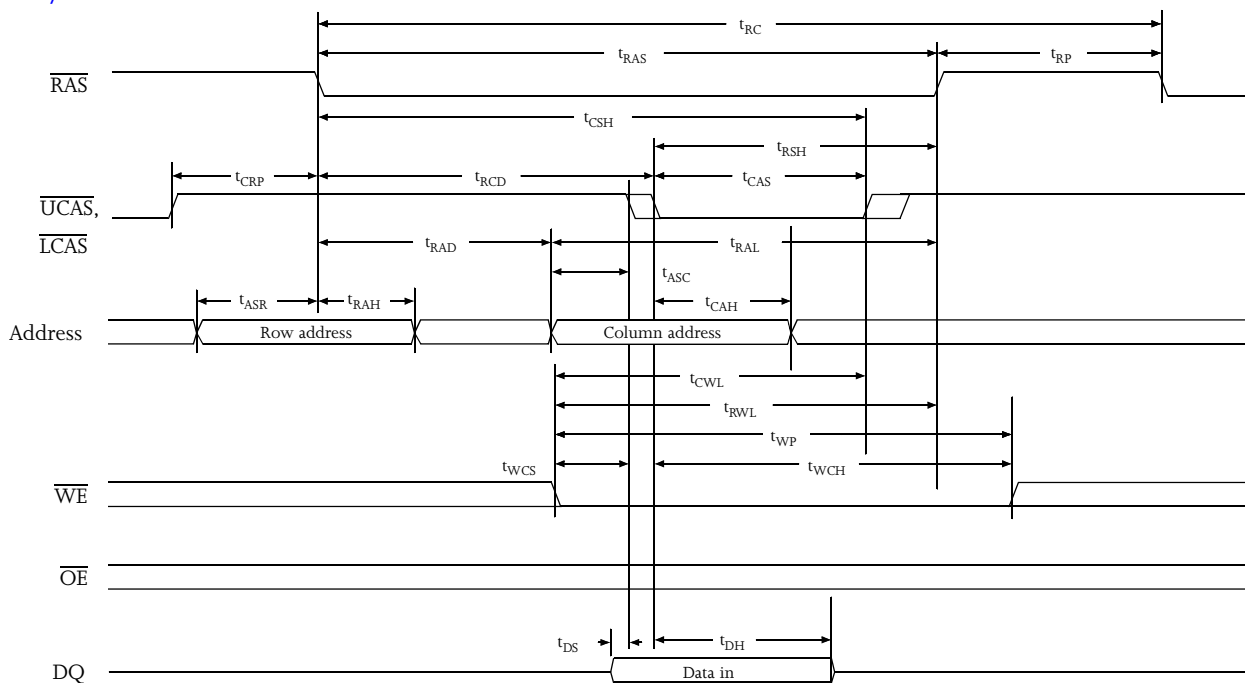 tRC
tRAS
tRP
RAS
tCSH
tRSH
tCRP
tRCD
tCAS
UCAS,
LCAS
tRAD
tRAL
tASC
tASR
tRAH
tCAH
Address
Row address
Column address
tCWL
tRWL
tWP
tWCS
tWCH
WE
OE
tDS
tDH
DQ
Data in